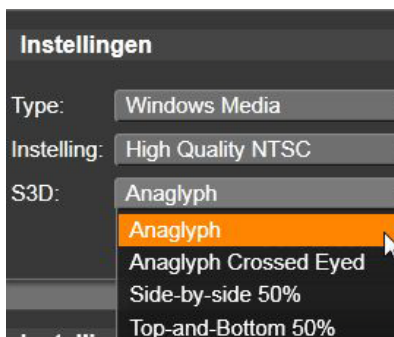 Instellingen
Type: Windows Media
Instelling: High Quality NTSC
S3D: Anaglyph
Anaglyph
Anaglyph Crossed Eyed
Side-by-side 50%
Top-and-Bottom 50%